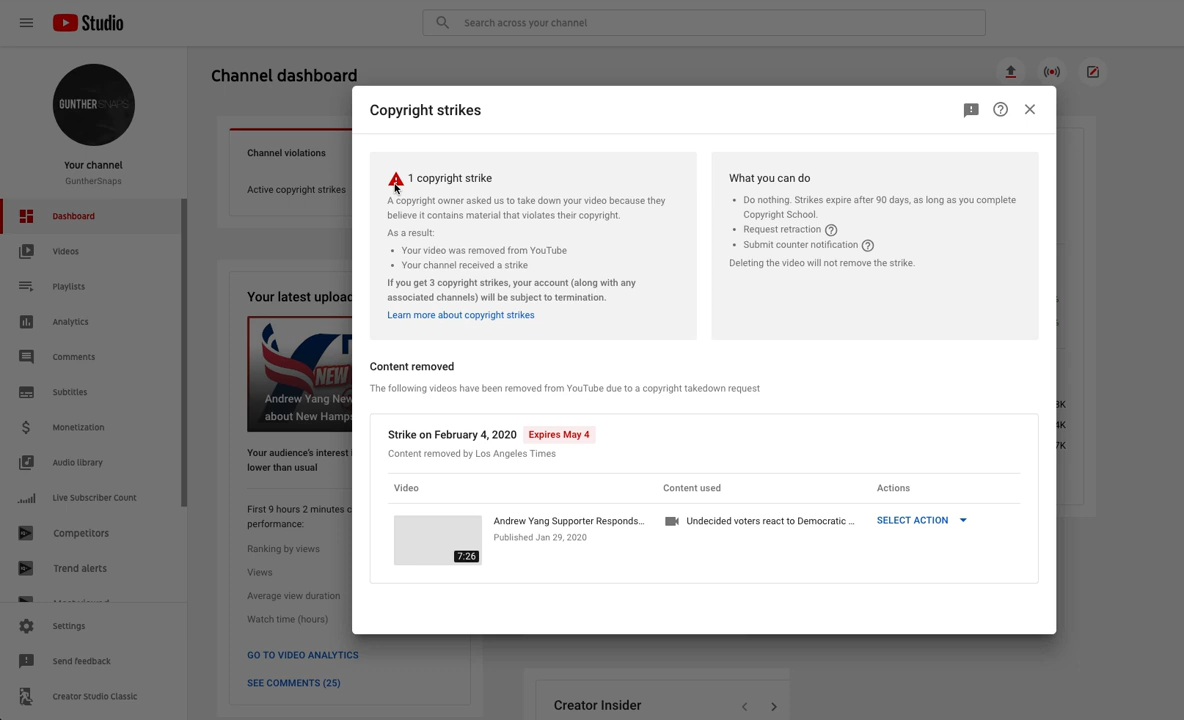 Studio
Search across your channel
GUNTHERSNAPS
Your channel
GuntherSnaps
Dashboard
Videos
Playlists
Analytics
Comments
Subtitles
Monetization
Audio library
Live Subscriber Count
Competitors
Trend alerts
Settings
Send feedback
Creator Studio Classic
Channel dashboard
Channel violations
Active copyright strikes
Your latest
NEW
Andrew Yang New
about New
Your audience's interest
lower than usual
First 9 hours 2 minutes
performance:
Ranking by views
Views
Average view duration
Watch time (hours)
GO TO VIDEO ANALYTICS
SEE COMMENTS (25)
Copyright strikes
1 copyright strike
A copyright owner asked us to take down your video because they
believe it contains material that violates their copyright.
As a result:
• Your video was removed from YouTube
• Your channel received a strike
If you get 3 copyright strikes, your account (along with any
associated channels) will be subject to termination.
Learn more about copyright strikes
What you can do
• Do nothing. Strikes expire after 90 days, as long as you complete
Copyright School.
• Request retraction
• Submit counter notification
Deleting the video will not remove the strike.
Content removed
The following videos have been removed from YouTube due to a copyright takedown request
Strike on February 4, 2020 Expires May 4
Content removed by Los Angeles Times
Video Content used Actions
7:26
Andrew Yang Supporter Responds... Undecided voters react to Democratic ... SELECT ACTION
Published Jan 29, 2020
Creator Insider